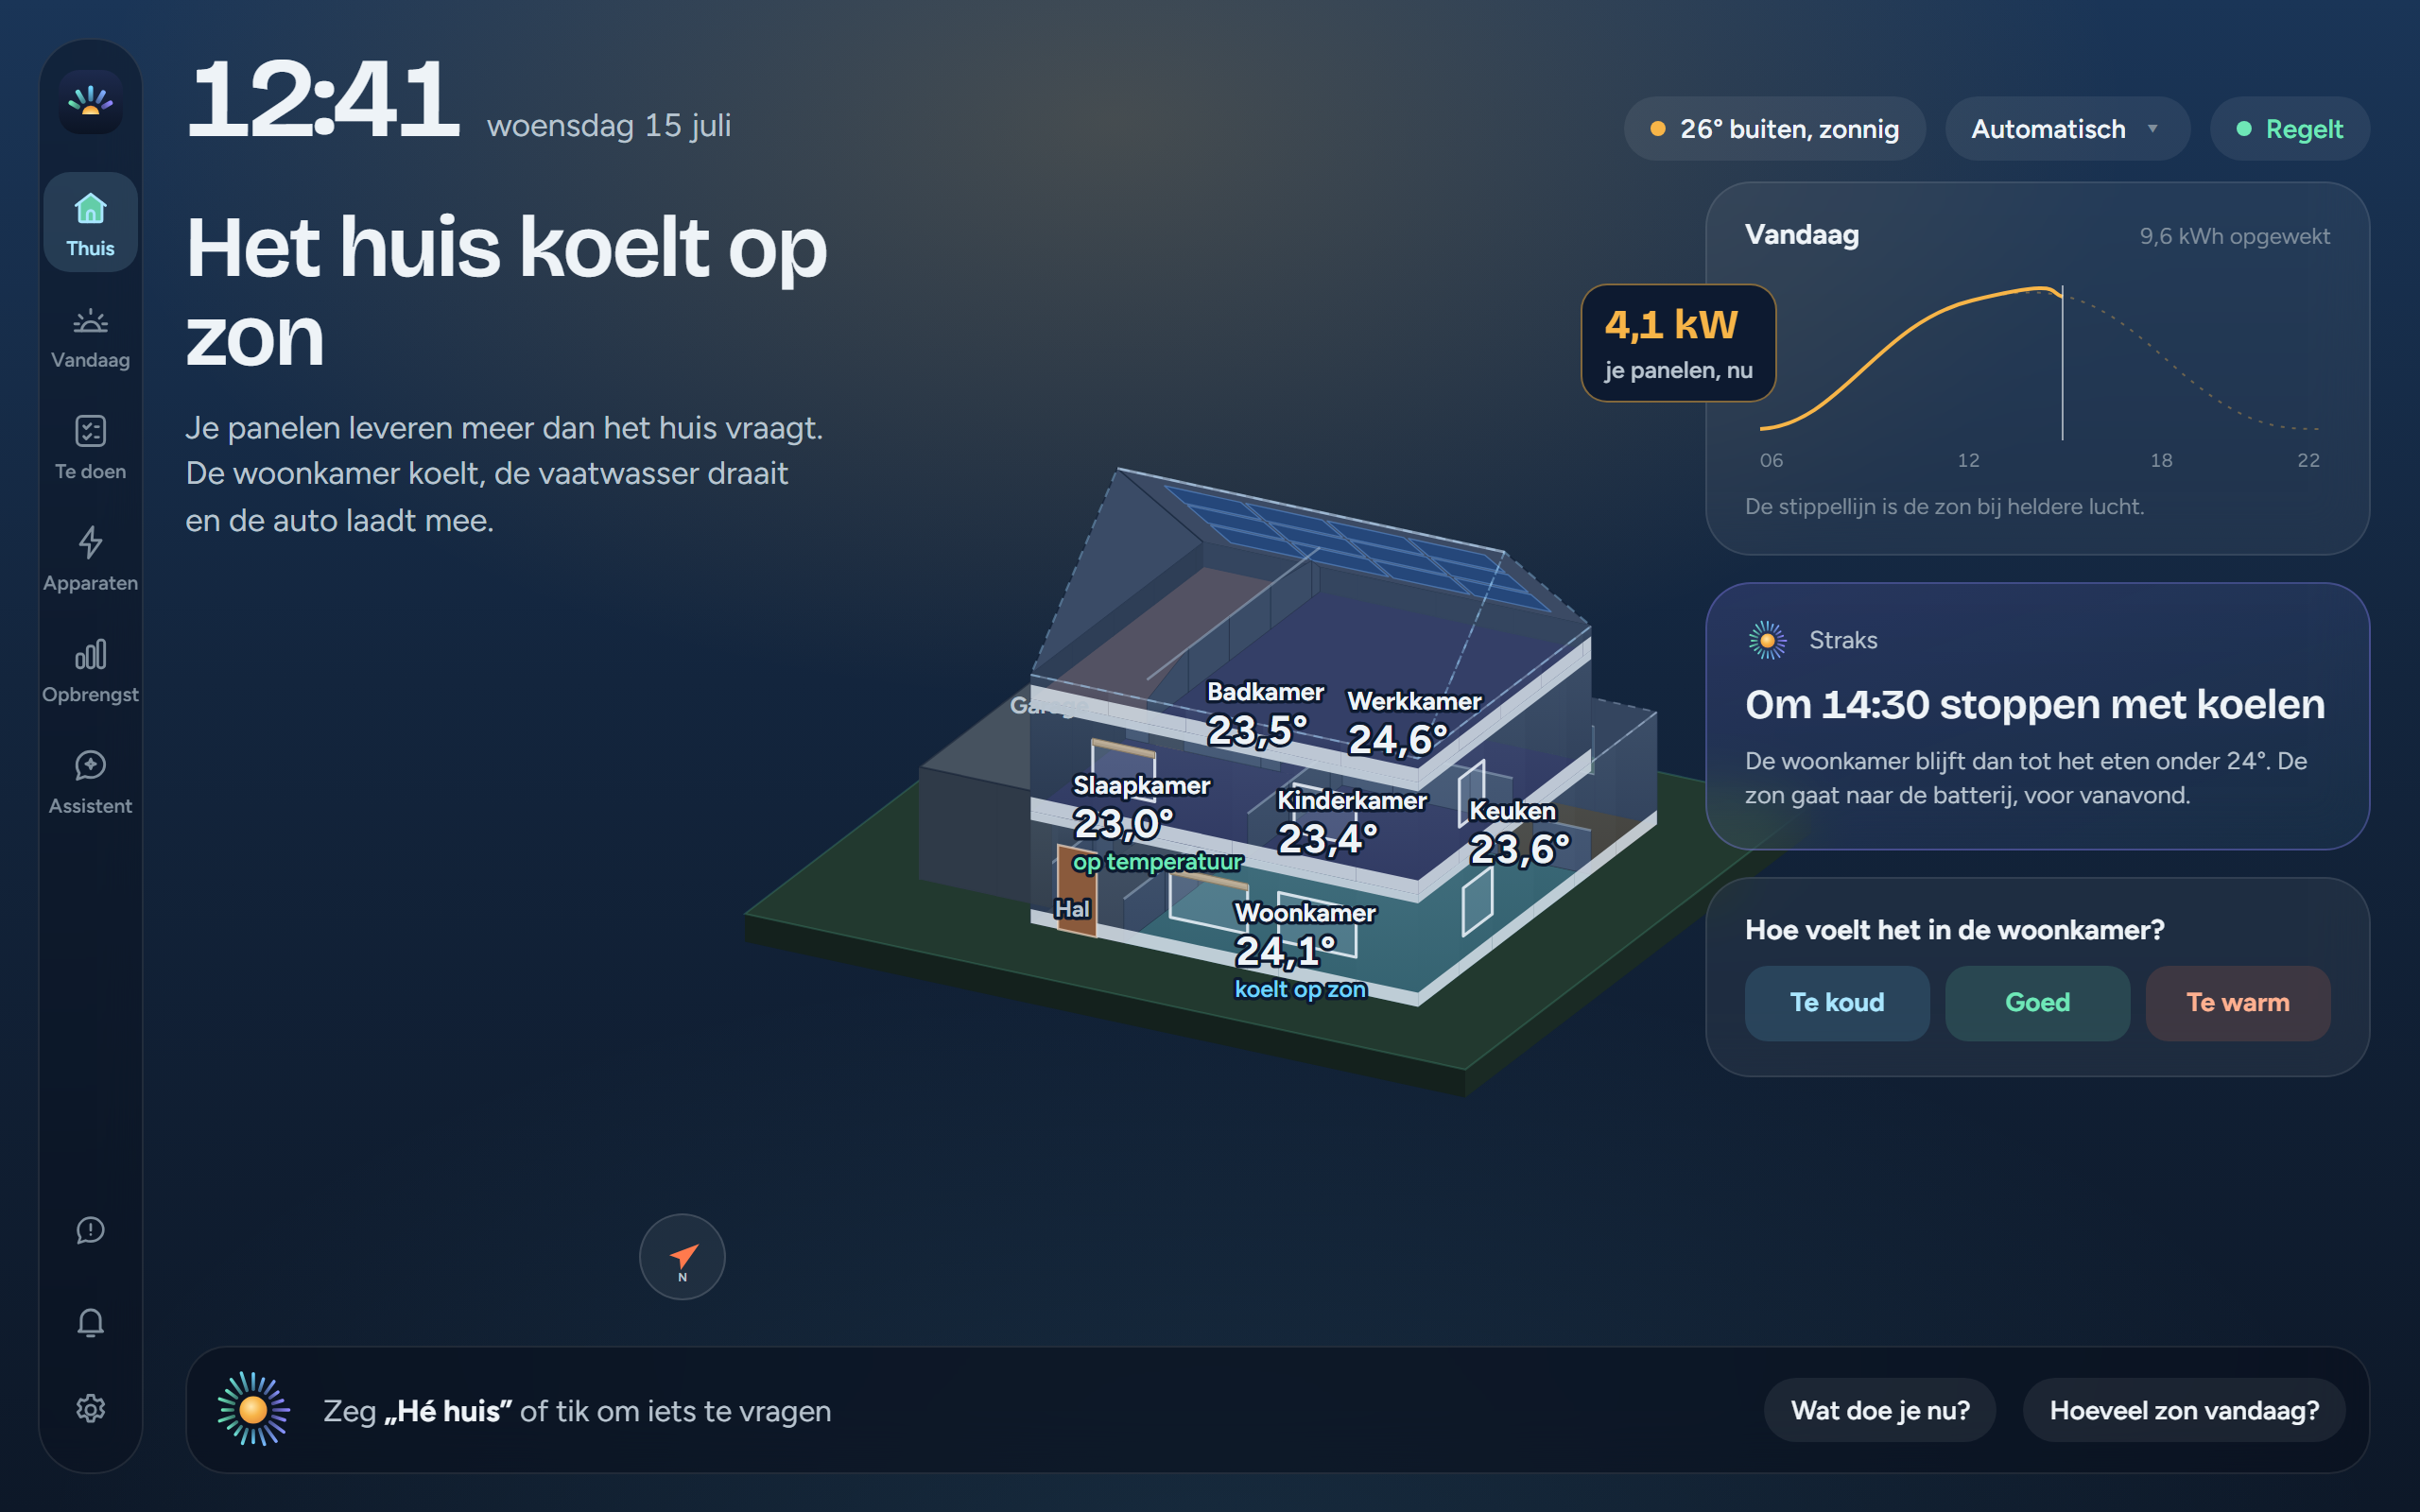 12:41 woensdag 15 juli
26° buiten, zonnig
Automatisch
Regelt
Thuis
Vandaag
Te doen
Apparaten
Opbrengst
Assistent
Het huis koelt op
zon
Je panelen leveren meer dan het huis vraagt.
De woonkamer koelt, de vaatwasser draait
en de auto laadt mee.
4,1 kW
je panelen, nu
Garage
Badkamer
23,5°
Werkkamer
24,6°
Slaapkamer
23,0°
op temperatuur
Kinderkamer
23,4°
Keuken
23,6°
Hal
Woonkamer
24,1°
koelt op zon
N
Vandaag
9,6 kWh opgewekt
06 12 18 22
De stippellijn is de zon bij heldere lucht.
Straks
Om 14:30 stoppen met koelen
De woonkamer blijft dan tot het eten onder 24°. De
zon gaat naar de batterij, voor vanavond.
Hoe voelt het in de woonkamer?
Te koud
Goed
Te warm
Zeg „Hé huis” of tik om iets te vragen
Wat doe je nu?
Hoeveel zon vandaag?